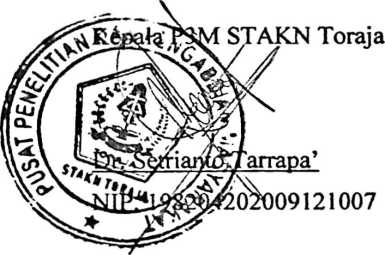 Kepala P3M STAKN Toraja
PUSAT PENELITIAN
STAKN TORAJA
Dr. Setrianto Tarrapa'
NIP. 198204202009121007